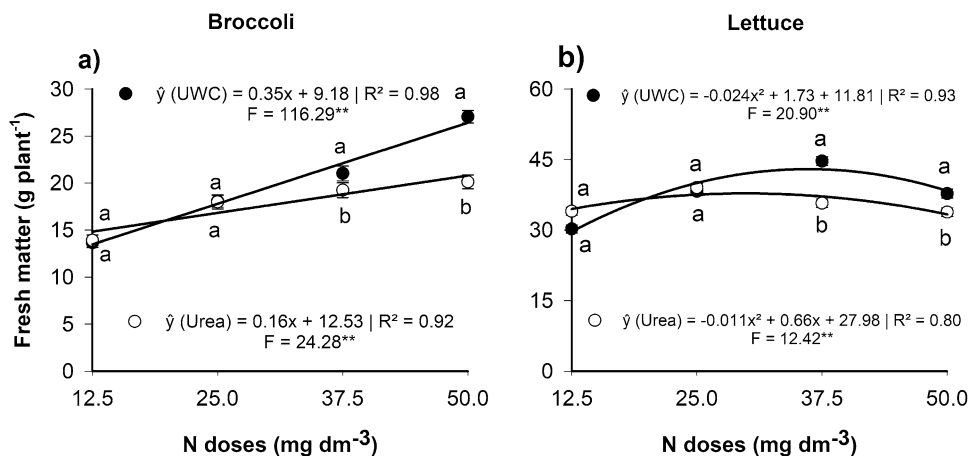 Broccoli
Lettuce
a)
b)
Fresh matter (g plant⁻¹)
30
25
20
15
10
5
0
ŷ (UWC) = 0.35x + 9.18 | R² = 0.98
F = 116.29**
a
a
a
a
a
a
b
b
ŷ (Urea) = 0.16x + 12.53 | R² = 0.92
F = 24.28**
12.5
25.0
37.5
50.0
N doses (mg dm⁻³)
60
45
30
15
0
ŷ (UWC) = -0.024x² + 1.73 + 11.81 | R² = 0.93
F = 20.90**
a
a
a
a
a
a
b
b
ŷ (Urea) = -0.011x² + 0.66x + 27.98 | R² = 0.80
F = 12.42**
12.5
25.0
37.5
50.0
N doses (mg dm⁻³)